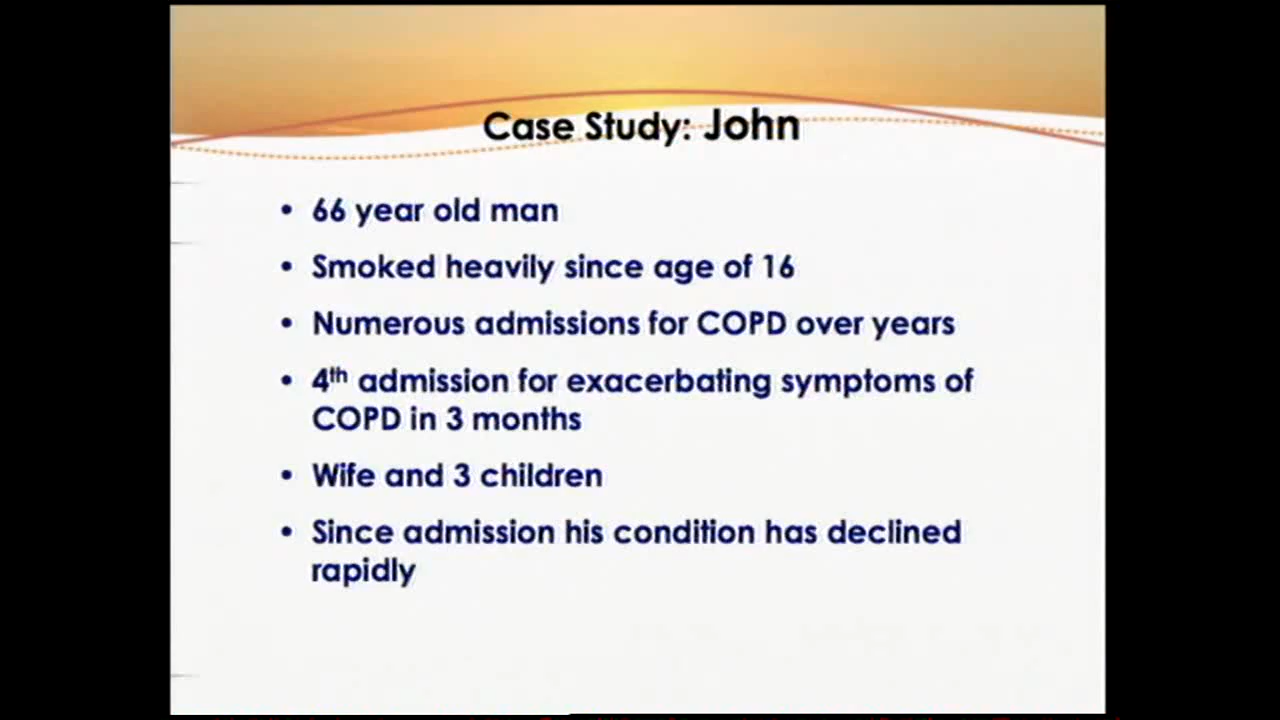 Case Study: John
• 66 year old man
• Smoked heavily since age of 16
• Numerous admissions for COPD over years
• 4th admission for exacerbating symptoms of
COPD in 3 months
• Wife and 3 children
• Since admission his condition has declined
rapidly